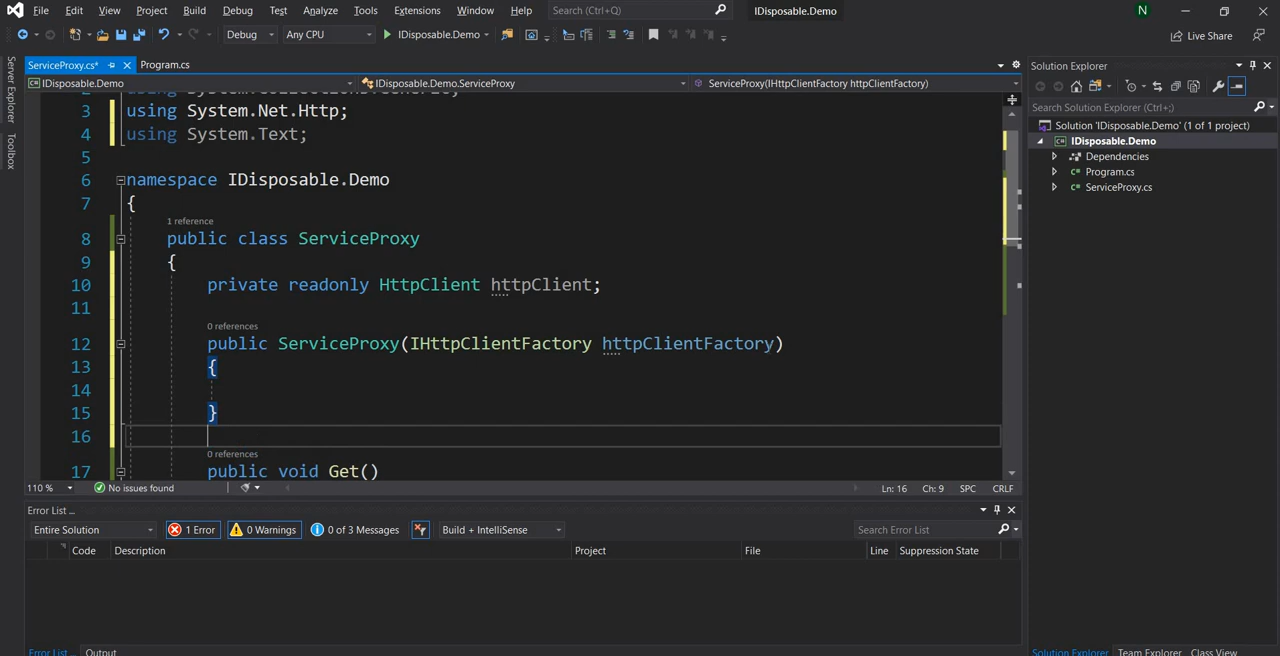 File Edit View Project Build Debug Test Analyze Tools Extensions Window Help Search (Ctrl+Q) IDisposable.Demo N
Debug Any CPU IDisposable.Demo Live Share
ServiceProxy.cs* Program.cs
IDisposable.Demo IDisposable.Demo.ServiceProxy ServiceProxy(IHttpClientFactory httpClientFactory)
Server Explorer
Toolbox
3 using System.Net.Http;
4 using System.Text;
5
6 namespace IDisposable.Demo
7 {
1 reference
8 public class ServiceProxy
9 {
10 private readonly HttpClient httpClient;
11
0 references
12 public ServiceProxy(IHttpClientFactory httpClientFactory)
13 {
14
15 }
16
0 references
17 public void Get()
110 % No issues found Ln: 16 Ch: 9 SPC CRLF
Error List ...
Entire Solution 1 Error 0 Warnings 0 of 3 Messages Build + IntelliSense Search Error List
Code Description Project File Line Suppression State
Error List ... Output
Solution Explorer
Search Solution Explorer (Ctrl+;)
Solution 'IDisposable.Demo' (1 of 1 project)
IDisposable.Demo
Dependencies
Program.cs
ServiceProxy.cs
Solution Explorer Team Explorer Class View